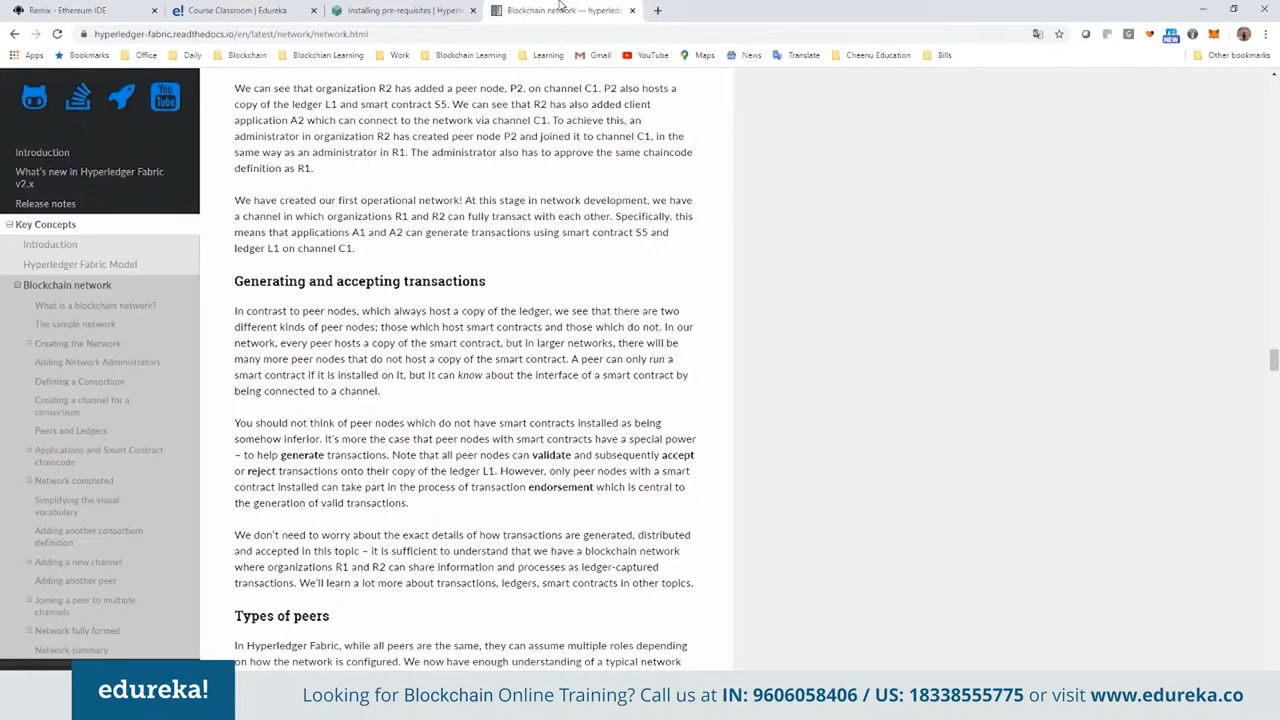 Remix - Ethereum IDE
Course Classroom | Edureka
Installing pre-requisites | Hyperl
Blockchain network — hyperledg
hyperledger-fabric.readthedocs.io/en/latest/network/network.html
Apps Bookmarks Office Daily Blockchain Blockchian Learning Work Blockchain Learning Learning Gmail YouTube Maps News Translate Cheenu Education Bills Other bookmarks
NEW
You Tube
Introduction
What's new in Hyperledger Fabric
v2.x
Release notes
Key Concepts
Introduction
Hyperledger Fabric Model
Blockchain network
What is a blockchain network?
The sample network
Creating the Network
Adding Network Administrators
Defining a Consortium
Creating a channel for a
consortium
Peers and Ledgers
Applications and Smart Contract
chaincode
Network completed
Simplifying the visual
vocabulary
Adding another consortium
definition
Adding a new channel
Adding another peer
Joining a peer to multiple
channels
Network fully formed
Network summary
We can see that organization R2 has added a peer node, P2, on channel C1. P2 also hosts a
copy of the ledger L1 and smart contract S5. We can see that R2 has also added client
application A2 which can connect to the network via channel C1. To achieve this, an
administrator in organization R2 has created peer node P2 and joined it to channel C1, in the
same way as an administrator in R1. The administrator also has to approve the same chaincode
definition as R1.
We have created our first operational network! At this stage in network development, we have
a channel in which organizations R1 and R2 can fully transact with each other. Specifically, this
means that applications A1 and A2 can generate transactions using smart contract S5 and
ledger L1 on channel C1.
Generating and accepting transactions
In contrast to peer nodes, which always host a copy of the ledger, we see that there are two
different kinds of peer nodes; those which host smart contracts and those which do not. In our
network, every peer hosts a copy of the smart contract, but in larger networks, there will be
many more peer nodes that do not host a copy of the smart contract. A peer can only run a
smart contract if it is installed on it, but it can know about the interface of a smart contract by
being connected to a channel.
You should not think of peer nodes which do not have smart contracts installed as being
somehow inferior. It's more the case that peer nodes with smart contracts have a special power
– to help generate transactions. Note that all peer nodes can validate and subsequently accept
or reject transactions onto their copy of the ledger L1. However, only peer nodes with a smart
contract installed can take part in the process of transaction endorsement which is central to
the generation of valid transactions.
We don't need to worry about the exact details of how transactions are generated, distributed
and accepted in this topic – it is sufficient to understand that we have a blockchain network
where organizations R1 and R2 can share information and processes as ledger-captured
transactions. We'll learn a lot more about transactions, ledgers, smart contracts in other topics.
Types of peers
In Hyperledger Fabric, while all peers are the same, they can assume multiple roles depending
on how the network is configured. We now have enough understanding of a typical network
edureka!
Looking for Blockchain Online Training? Call us at IN: 9606058406 / US: 18338555775 or visit www.edureka.co